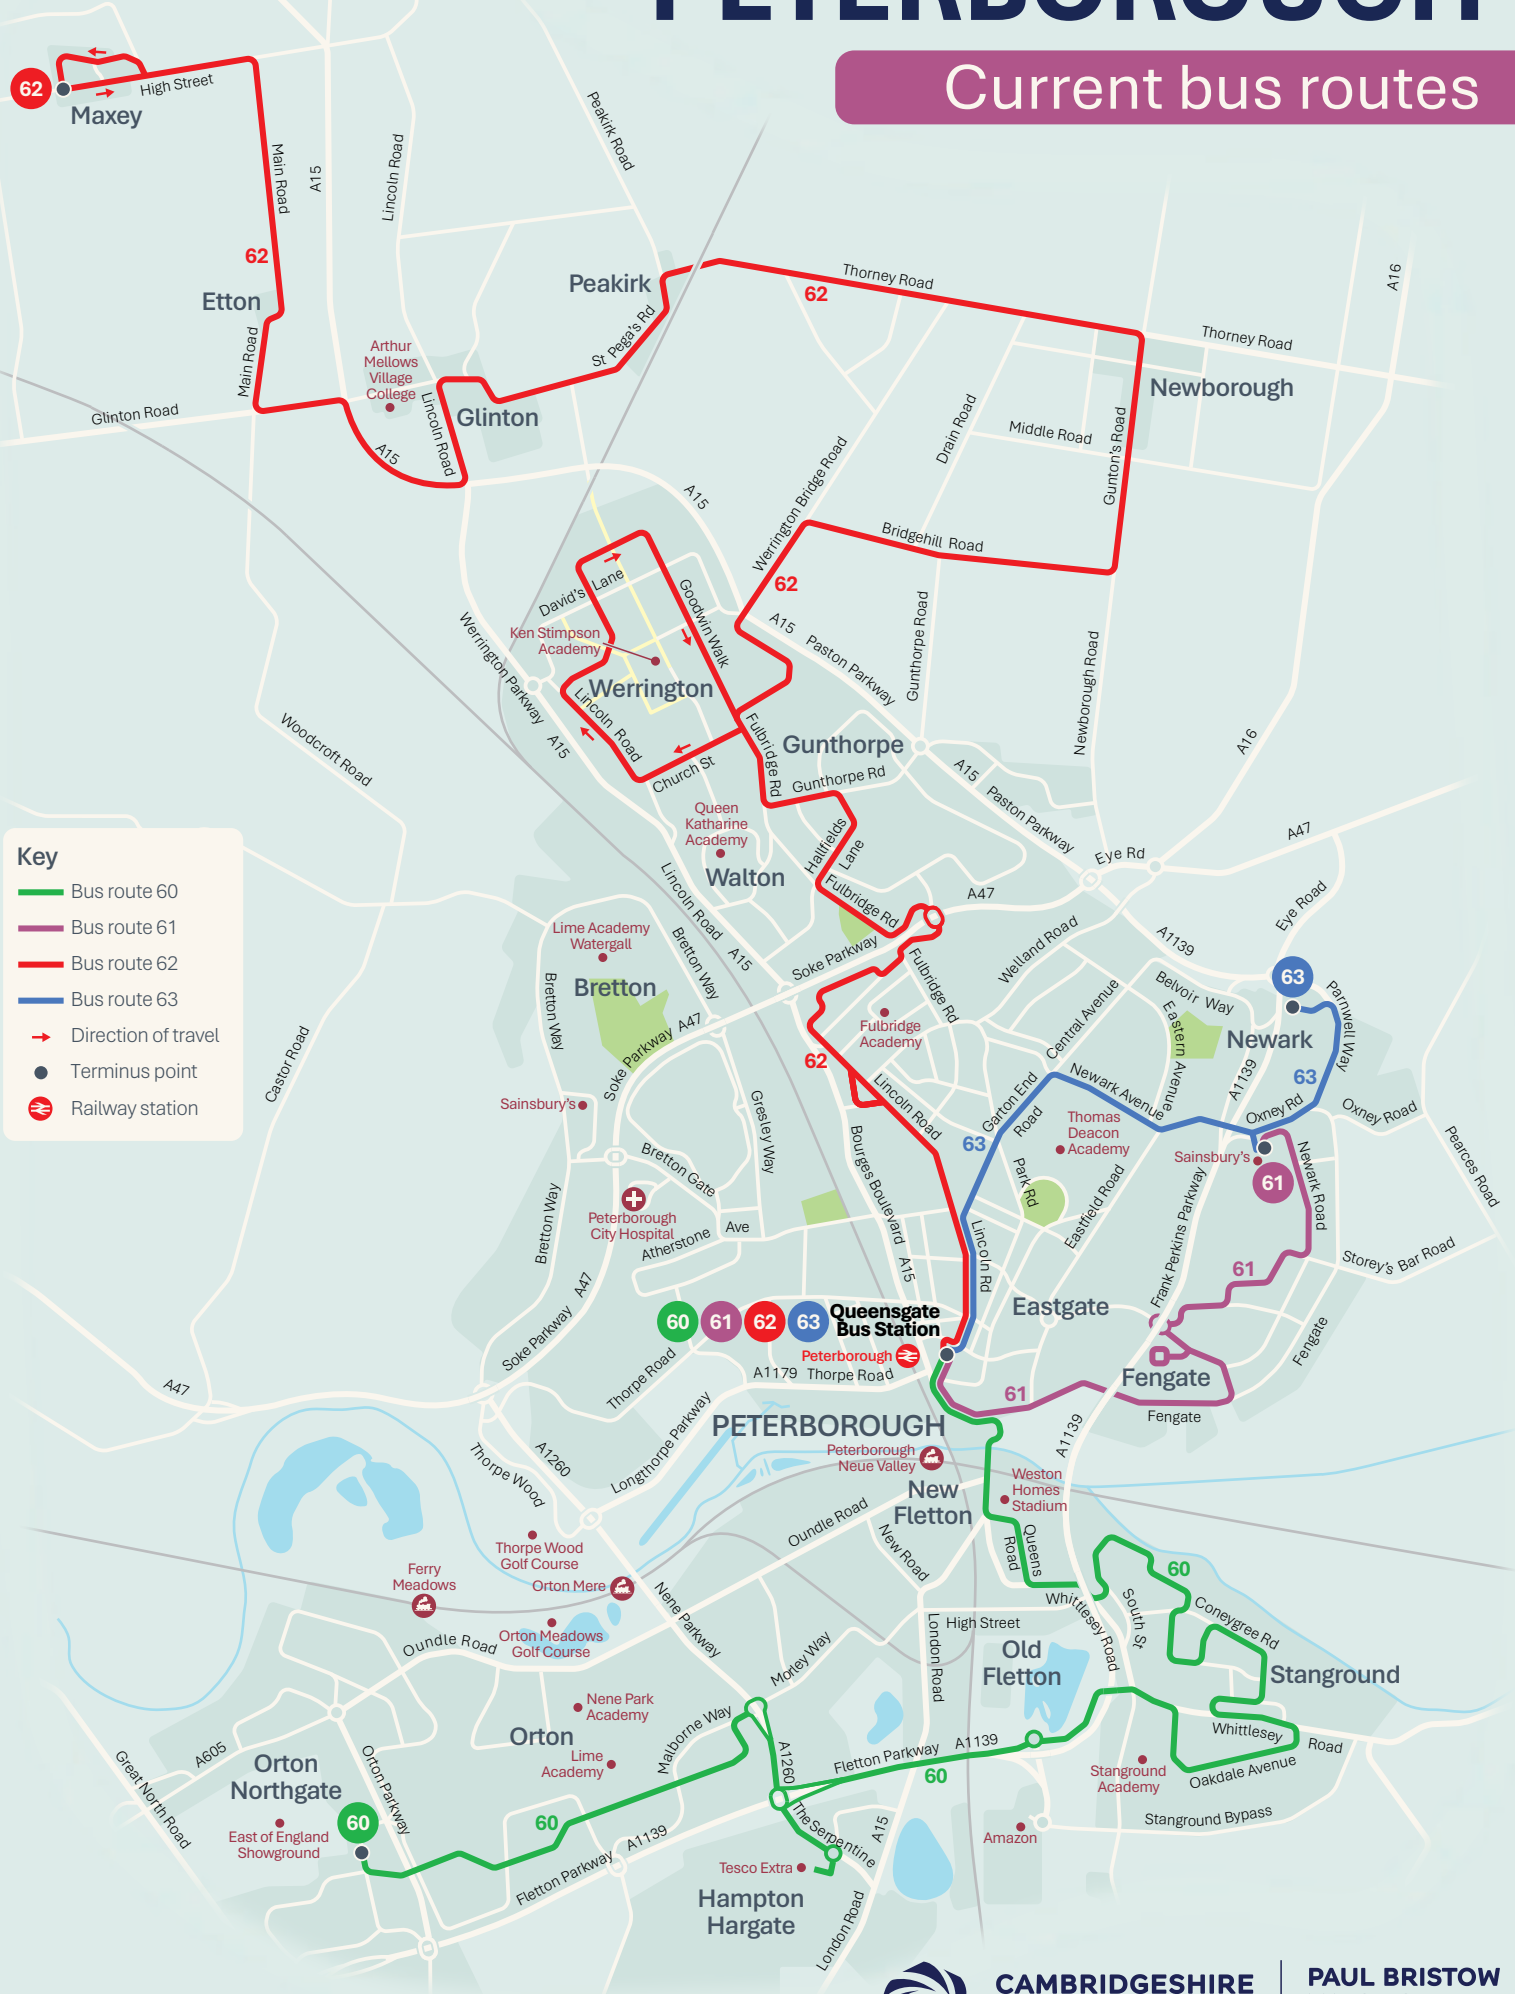 PETERBOROUGH
Current bus routes
62
Maxey
High Street
Main Road
A15
Lincoln Road
Peakirk Road
62
Etton
Main Road
Glinton Road
Arthur
Mellows
Village
College
A15
Lincoln Road
Glinton
Peakirk
St Pega's Rd
Thorney Road
62
Thorney Road
A16
Newborough
Drain Road
Middle Road
Gunton's Road
Werrington Bridge Road
Bridgehill Road
62
A15
A15
Paston Parkway
Gunthorpe Road
Newborough Road
A16
David's Lane
Goodwin Walk
Ken Stimpson
Academy
Werrington
Werrington Parkway
A15
Lincoln Road
Church St
Fulbridge Rd
Gunthorpe
Gunthorpe Rd
A15
Paston Parkway
Woodcroft Road
Queen
Katharine
Academy
Walton
Hallfields
Lane
Fulbridge Rd
Eye Rd
A47
A47
Eye Road
Key
Bus route 60
Bus route 61
Bus route 62
Bus route 63
Direction of travel
Terminus point
Railway station
Castor Road
Lincoln Road
A15
Bretton Way
Lime Academy
Watergall
Bretton
Bretton Way
Soke Parkway
A47
Soke Parkway
Fulbridge Rd
Welland Road
A1139
Belvoir Way
63
Newark
Parnwell Way
Fulbridge
Academy
62
Central Avenue
Eastern Avenue
A1139
63
Sainsbury's
Gresley Way
Lincoln Road
Garton End
Road
Newark Avenue
Thomas
Deacon
Academy
63
Oxney Rd
Oxney Road
Pearces Road
Bretton Gate
Bourges Boulevard
A15
Park Rd
Eastfield Road
Sainsbury's
61
Newark Road
Peterborough
City Hospital
Bretton Way
Atherstone
Ave
Lincoln Rd
Frank Perkins Parkway
61
Storey's Bar Road
A47
Soke Parkway
60
61
62
63
Queensgate
Bus Station
Peterborough
Eastgate
Fengate
Thorpe Road
A1179
Thorpe Road
61
Fengate
Fengate
A47
PETERBOROUGH
Longthorpe Parkway
A1260
Thorpe Wood
Peterborough
Neue Valley
A1139
New
Fletton
Weston
Homes
Stadium
Oundle Road
New Road
Queens
Road
Thorpe Wood
Golf Course
Ferry
Meadows
Orton Mere
Nene Parkway
60
Whittlesey Road
South St
Coneygree Rd
High Street
Old
Fletton
London Road
Stanground
Orton Meadows
Golf Course
Oundle Road
Morley Way
Nene Park
Academy
Orton
Lime
Academy
Malborne Way
A1260
Fletton Parkway
A1139
60
Whittlesey
Road
Oakdale Avenue
Stanground
Academy
Stanground Bypass
Amazon
A605
Great North Road
Orton
Northgate
Orton Parkway
60
East of England
Showground
60
A1139
Fletton Parkway
The Serpentine
A15
Tesco Extra
Hampton
Hargate
London Road
CAMBRIDGESHIRE
PAUL BRISTOW